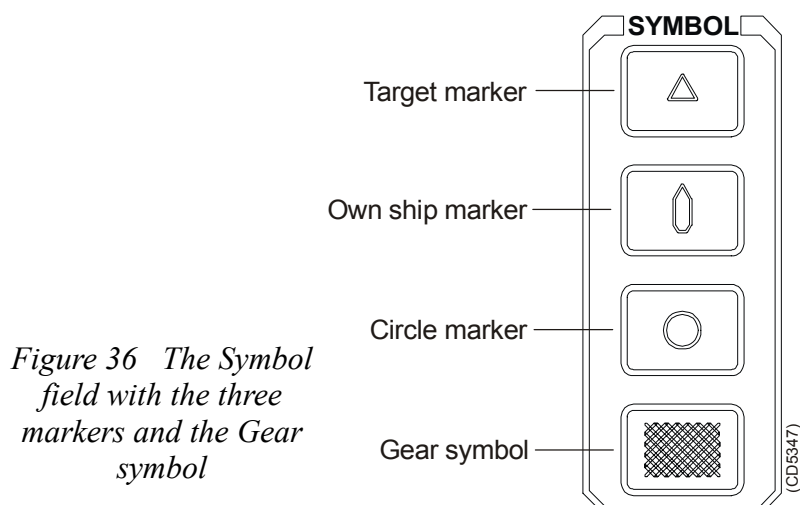 SYMBOL
Target marker
Own ship marker
Circle marker
Gear symbol
Figure 36 The Symbol
field with the three
markers and the Gear
symbol
(CD5347)